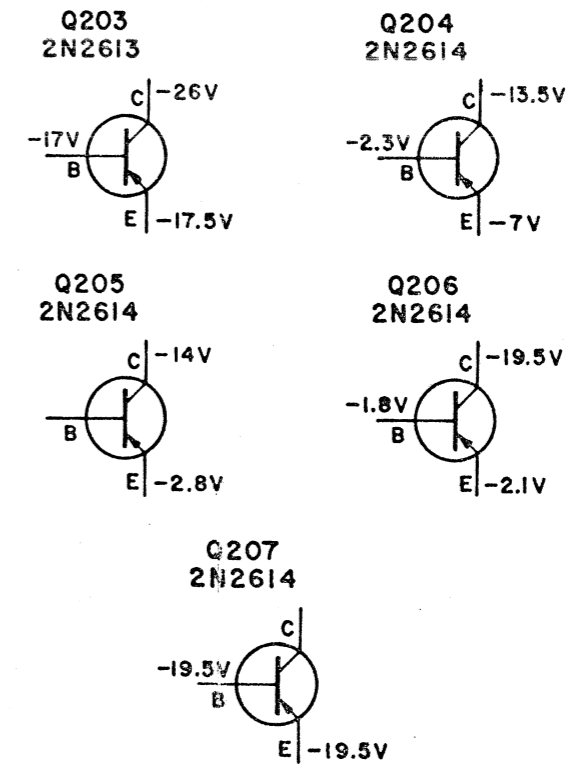 Q203
2N2613
C -26V
-17V
B
E -17.5V
Q204
2N2614
C -13.5V
-2.3V
B
E -7V
Q205
2N2614
C -14V
B
E -2.8V
Q206
2N2614
C -19.5V
-1.8V
B
E -2.1V
Q207
2N2614
C
-19.5V
B
E -19.5V